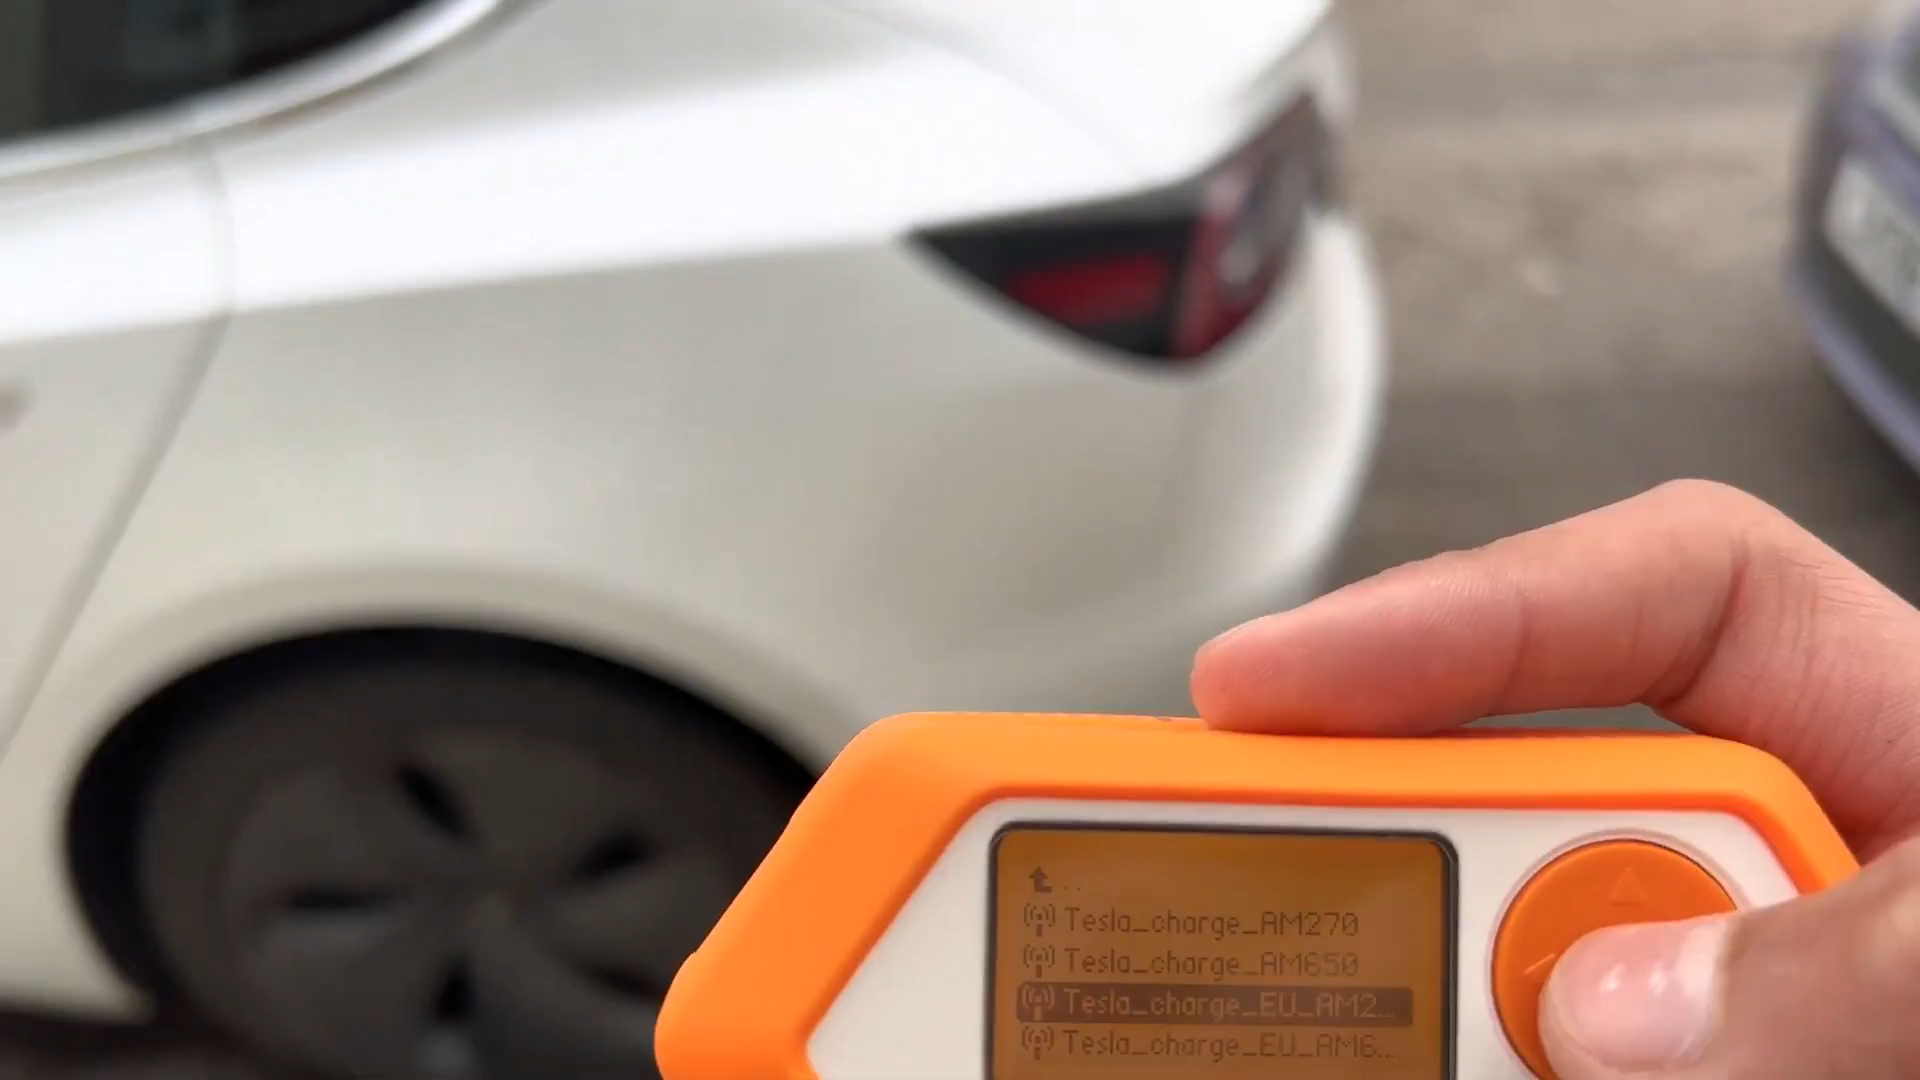 ..
Tesla_charge_AM270
Tesla_charge_AM650
Tesla_charge_EU_AM2...
Tesla_charge_EU_AM6...